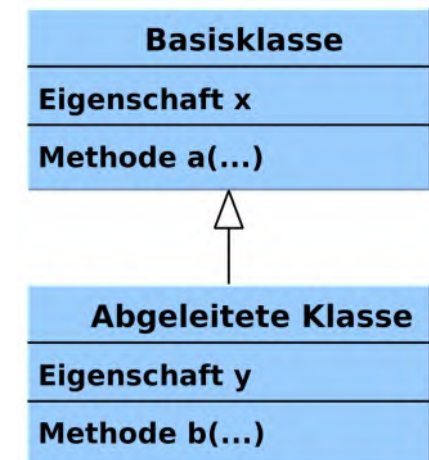 Basisklasse
Eigenschaft x
Methode a(...)
Abgeleitete Klasse
Eigenschaft y
Methode b(...)